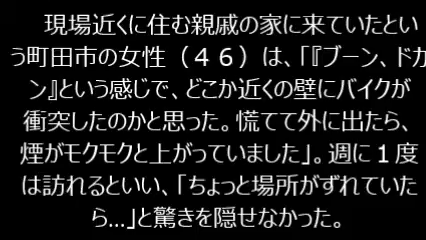 現場近くに住む親戚の家に来ていたとい
う町田市の女性（４６）は、「『ブーン、ドカ
ン』という感じで、どこか近くの壁にバイクが
衝突したのかと思った。慌てて外に出たら、
煙がモクモクと上がっていました」。週に１度
は訪れるといい、「ちょっと場所がずれていた
ら…」と驚きを隠せなかった。